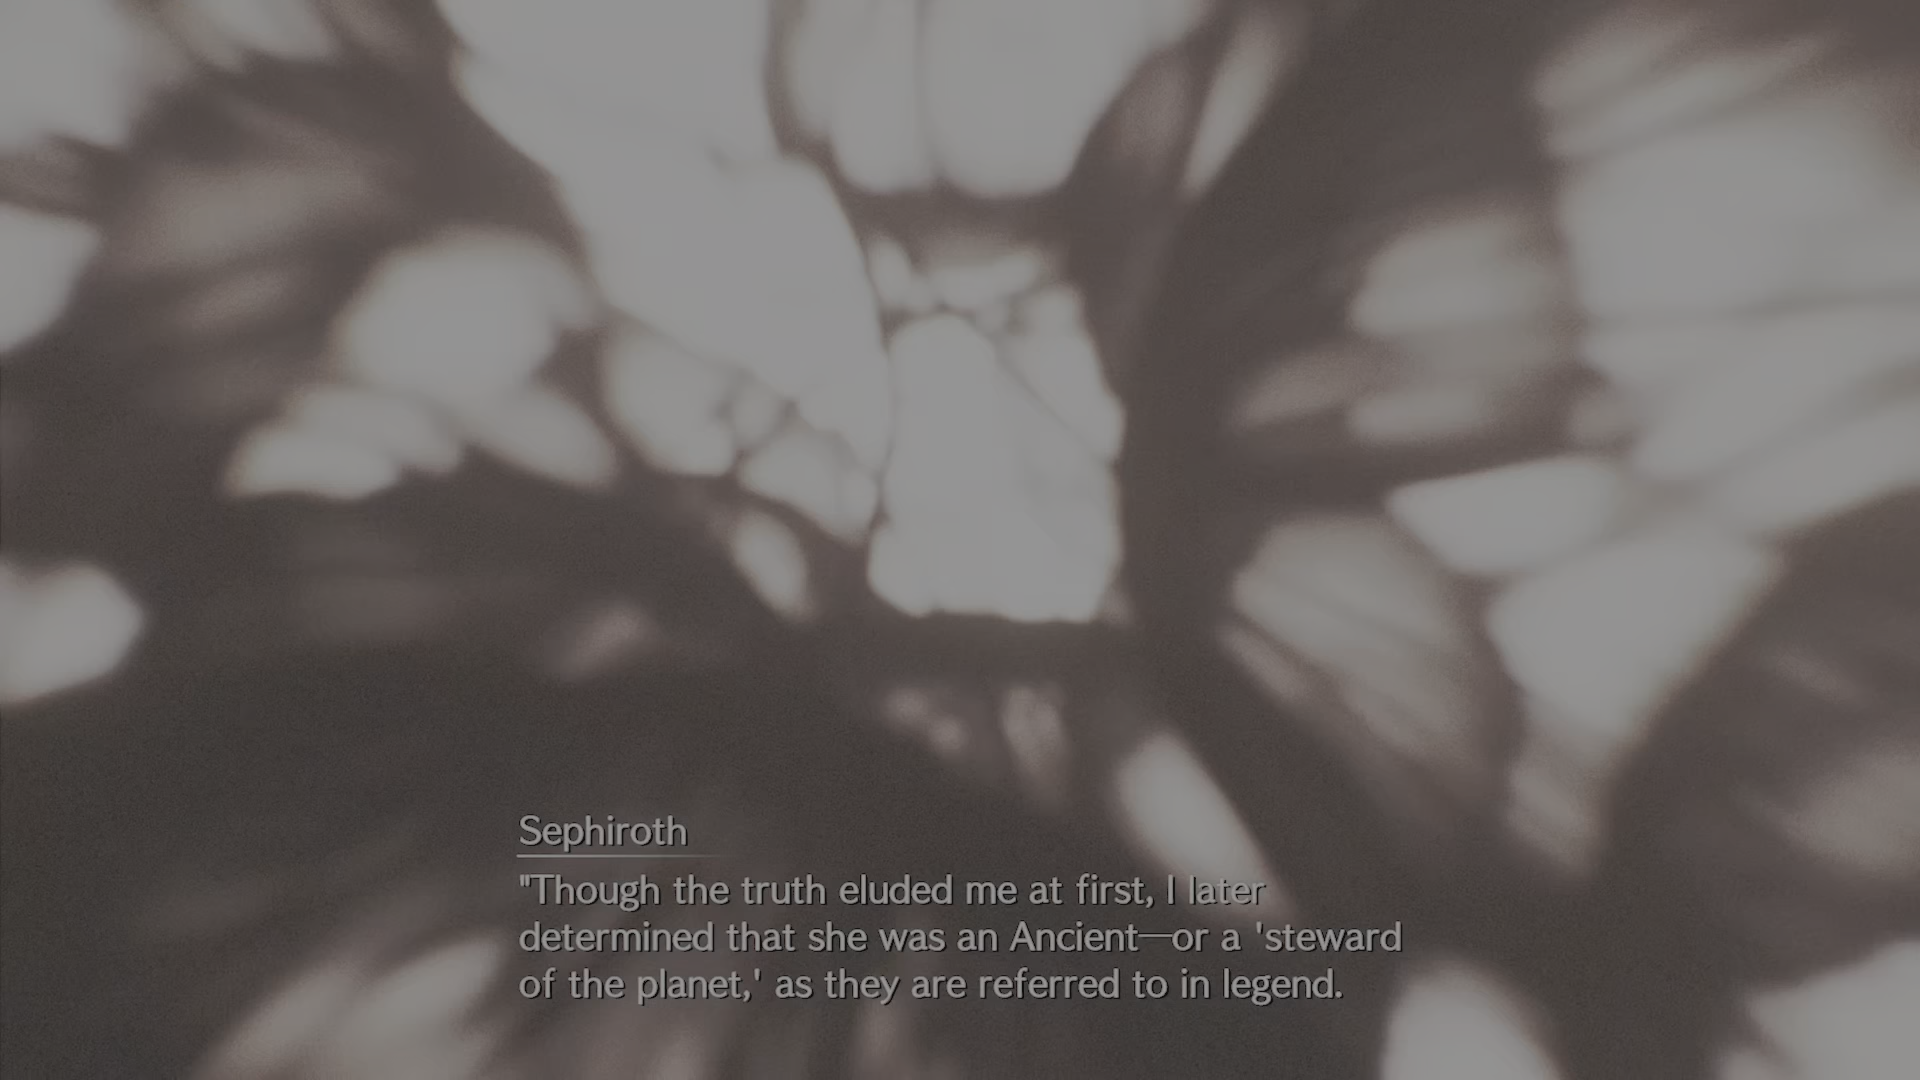 Sephiroth
"Though the truth eluded me at first, I later
determined that she was an Ancient—or a 'steward
of the planet,' as they are referred to in legend.